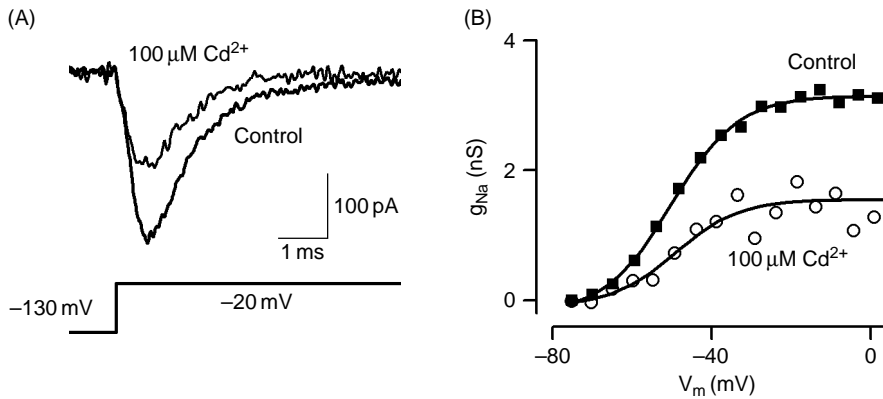 (A)
100 μM Cd2+
Control
100 pA
1 ms
–130 mV
–20 mV
(B)
4
Control
gNa (nS)
2
100 μM Cd2+
0
–80
–40
0
Vm (mV)